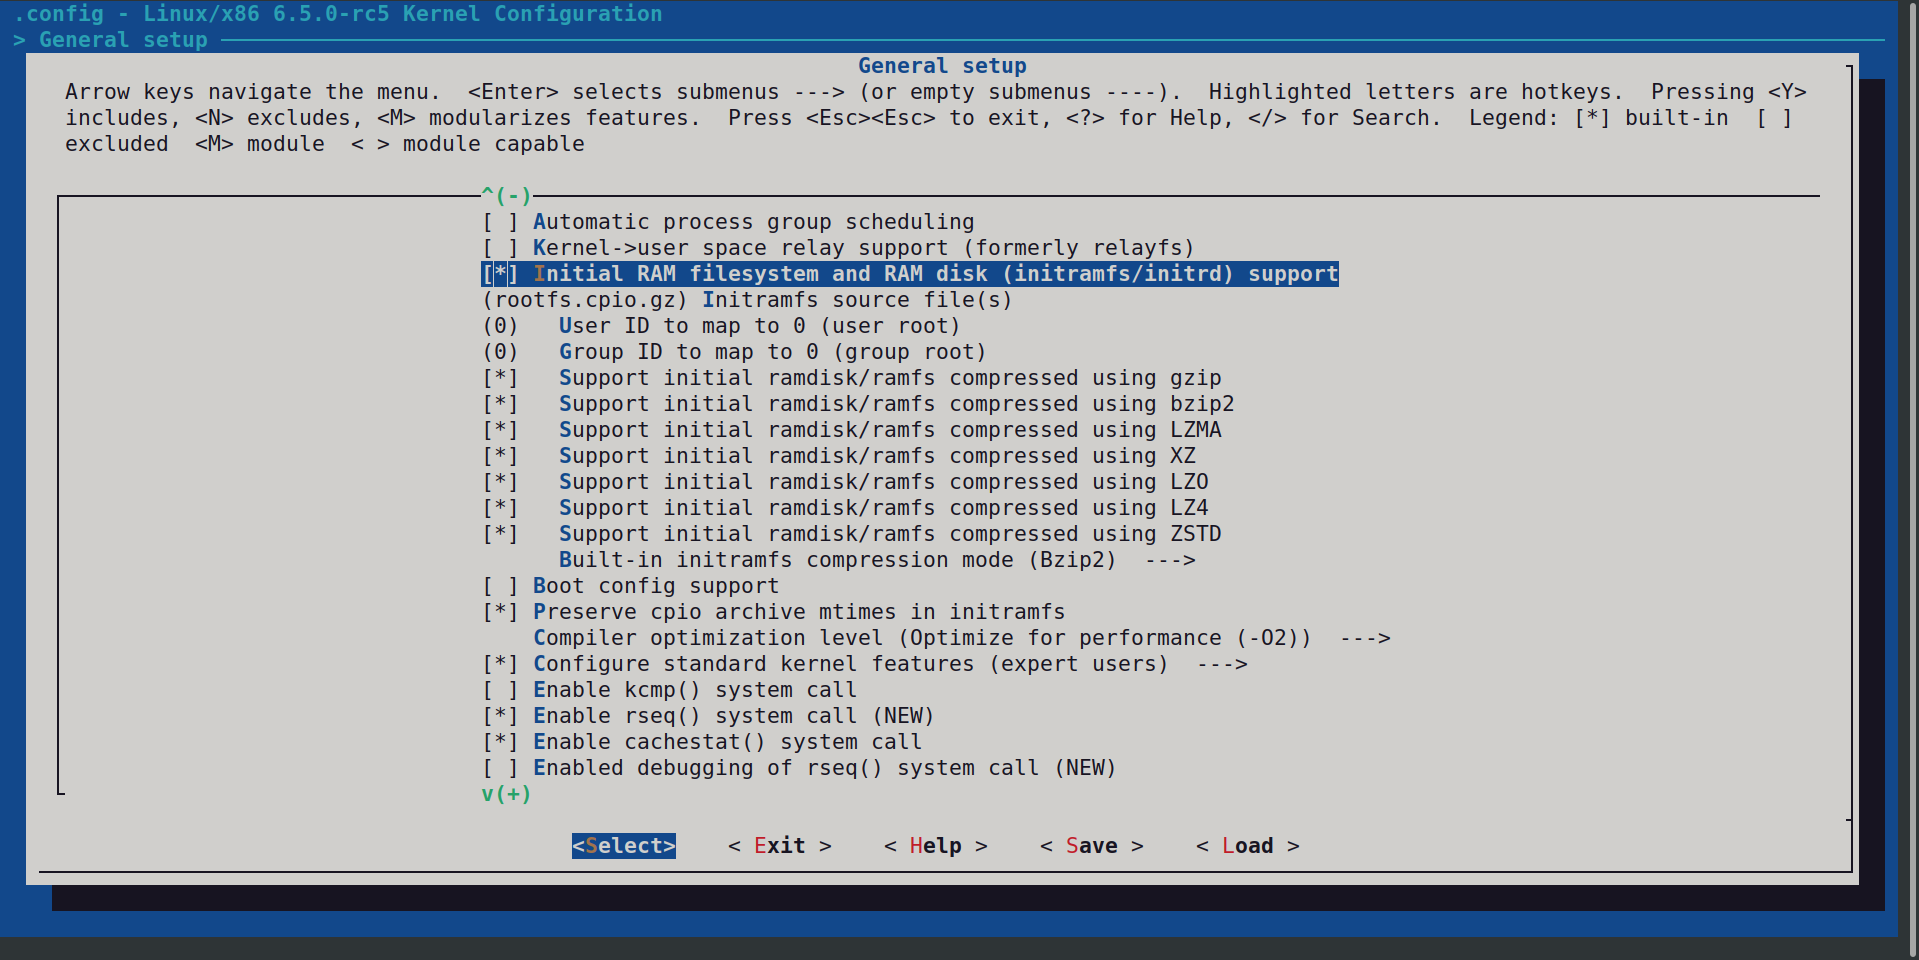 .config - Linux/x86 6.5.0-rc5 Kernel Configuration
> General setup
General setup
Arrow keys navigate the menu.  <Enter> selects submenus ---> (or empty submenus ----).  Highlighted letters are hotkeys.  Pressing <Y>
includes, <N> excludes, <M> modularizes features.  Press <Esc><Esc> to exit, <?> for Help, </> for Search.  Legend: [*] built-in  [ ]
excluded  <M> module  < > module capable
^(-)
[ ] Automatic process group scheduling
[ ] Kernel->user space relay support (formerly relayfs)
[*] Initial RAM filesystem and RAM disk (initramfs/initrd) support
(rootfs.cpio.gz) Initramfs source file(s)
(0)   User ID to map to 0 (user root)
(0)   Group ID to map to 0 (group root)
[*]   Support initial ramdisk/ramfs compressed using gzip
[*]   Support initial ramdisk/ramfs compressed using bzip2
[*]   Support initial ramdisk/ramfs compressed using LZMA
[*]   Support initial ramdisk/ramfs compressed using XZ
[*]   Support initial ramdisk/ramfs compressed using LZO
[*]   Support initial ramdisk/ramfs compressed using LZ4
[*]   Support initial ramdisk/ramfs compressed using ZSTD
Built-in initramfs compression mode (Bzip2)  --->
[ ] Boot config support
[*] Preserve cpio archive mtimes in initramfs
Compiler optimization level (Optimize for performance (-O2))  --->
[*] Configure standard kernel features (expert users)  --->
[ ] Enable kcmp() system call
[*] Enable rseq() system call (NEW)
[*] Enable cachestat() system call
[ ] Enabled debugging of rseq() system call (NEW)
v(+)
<Select>    < Exit >    < Help >    < Save >    < Load >